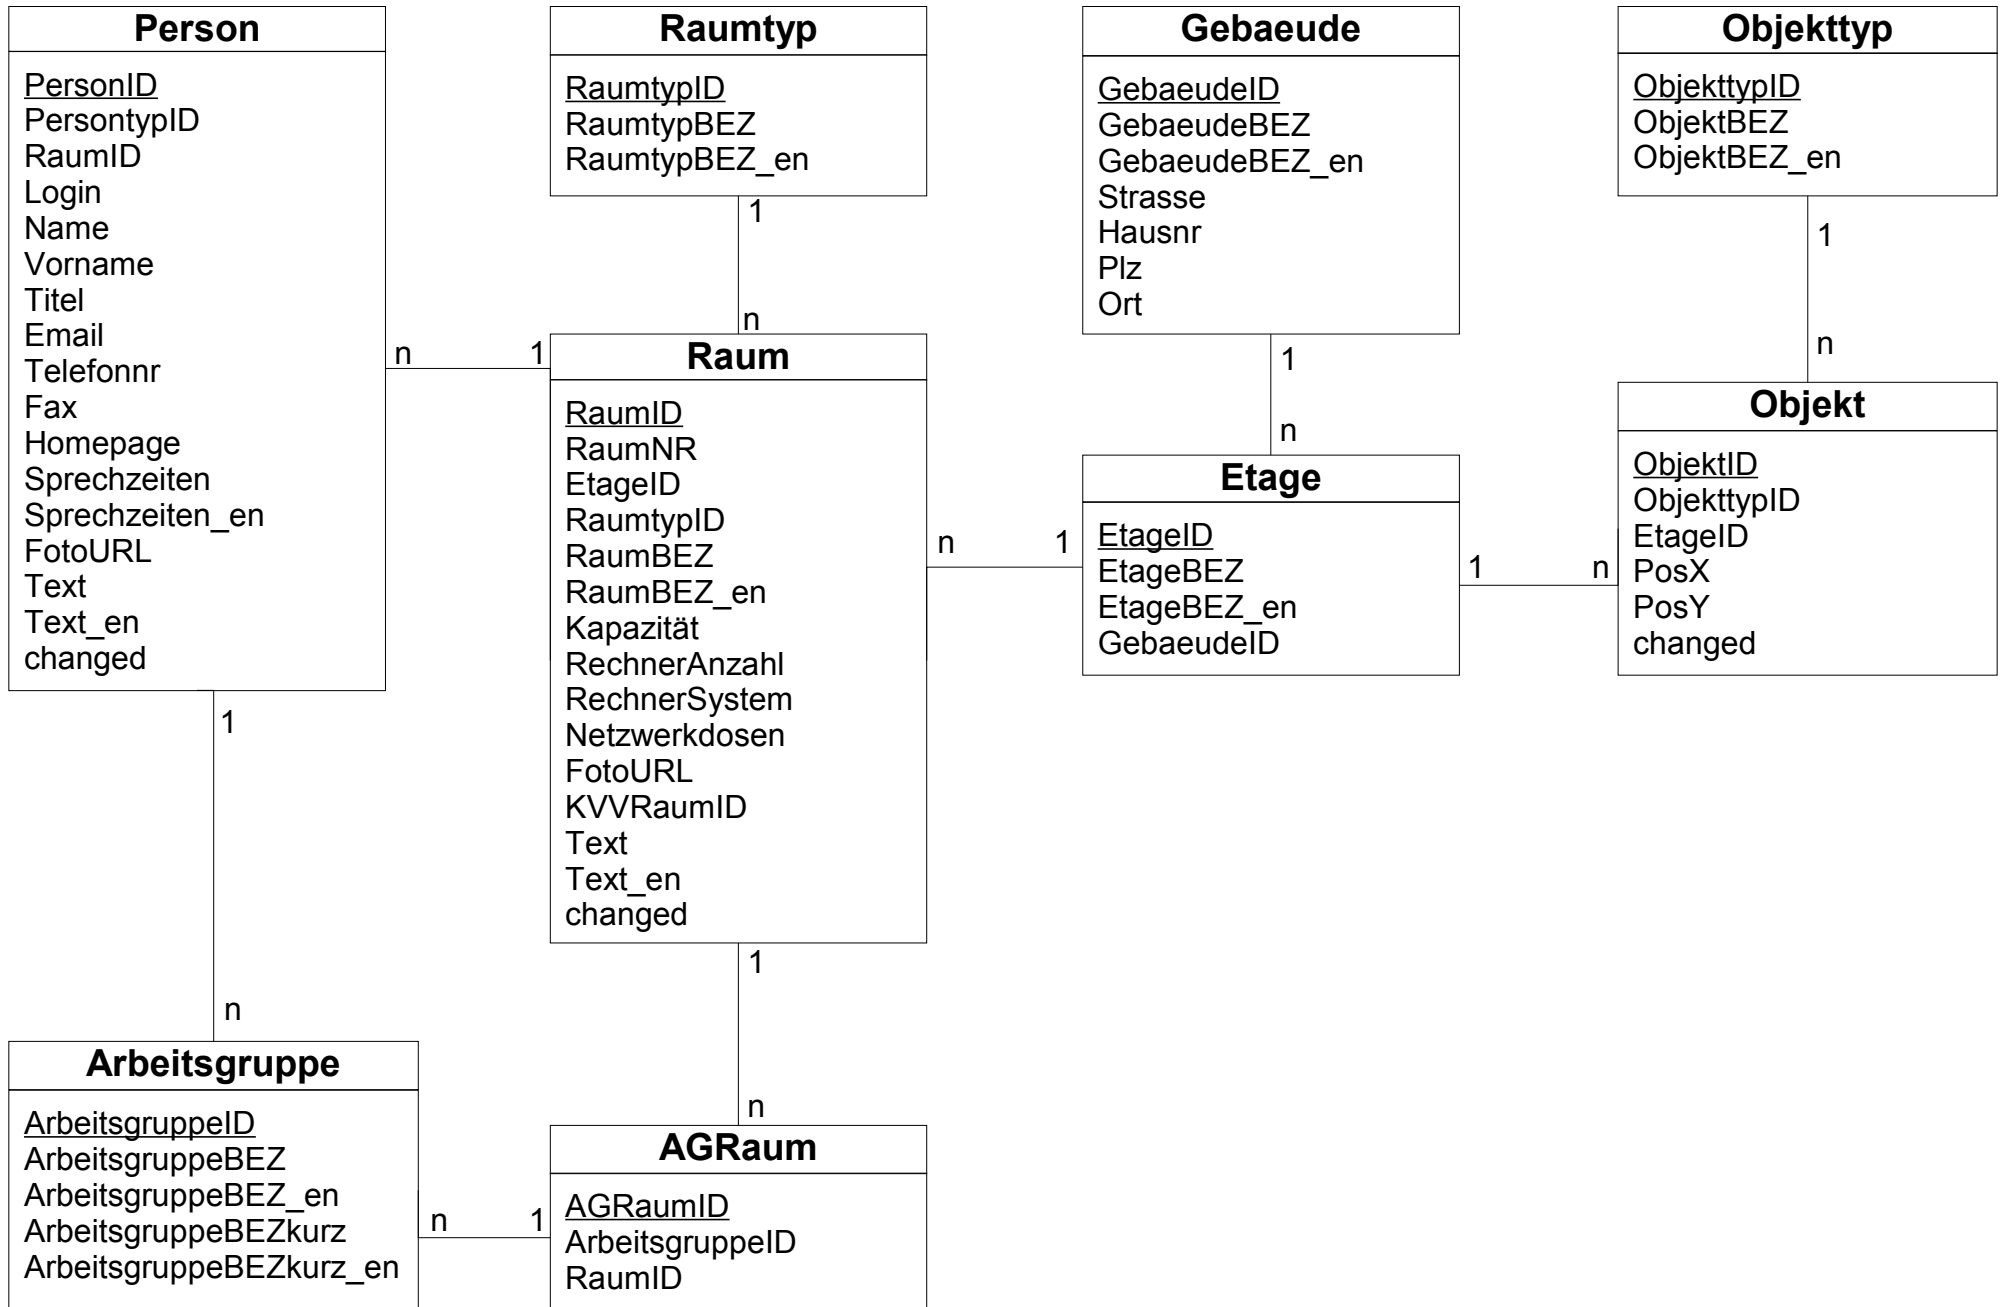 Person
PersonID
PersontypID
RaumID
Login
Name
Vorname
Titel
Email
Telefonnr
Fax
Homepage
Sprechzeiten
Sprechzeiten_en
FotoURL
Text
Text_en
changed
n
1
1
n
Raumtyp
RaumtypID
RaumtypBEZ
RaumtypBEZ_en
1
n
Raum
RaumID
RaumNR
EtageID
RaumtypID
RaumBEZ
RaumBEZ_en
Kapazität
RechnerAnzahl
RechnerSystem
Netzwerkdosen
FotoURL
KVVRaumID
Text
Text_en
changed
n
1
1
n
Gebaeude
GebaeudeID
GebaeudeBEZ
GebaeudeBEZ_en
Strasse
Hausnr
Plz
Ort
1
n
Etage
EtageID
EtageBEZ
EtageBEZ_en
GebaeudeID
1
n
Objekttyp
ObjekttypID
ObjektBEZ
ObjektBEZ_en
1
n
Objekt
ObjektID
ObjekttypID
EtageID
PosX
PosY
changed
Arbeitsgruppe
ArbeitsgruppeID
ArbeitsgruppeBEZ
ArbeitsgruppeBEZ_en
ArbeitsgruppeBEZkurz
ArbeitsgruppeBEZkurz_en
n
1
AGRaum
AGRaumID
ArbeitsgruppeID
RaumID